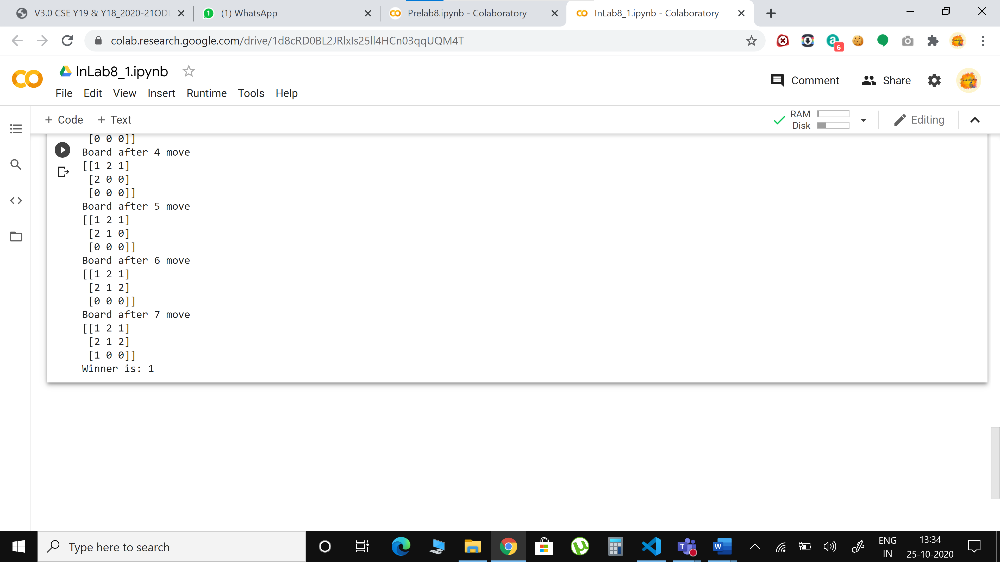 V3.0 CSE Y19 & Y18_2020-21OD
(1) WhatsApp
Prelab8.ipynb - Colaboratory
InLab8_1.ipynb - Colaboratory
colab.research.google.com/drive/1d8cRD0BL2JRlxIs25ll4HCn03qqUQM4T
6
InLab8_1.ipynb
Comment
Share
File Edit View Insert Runtime Tools Help
+ Code + Text
RAM
Disk
Editing
[0 0 0]]
Board after 4 move
[[1 2 1]
[2 0 0]
[0 0 0]]
Board after 5 move
[[1 2 1]
[2 1 0]
[0 0 0]]
Board after 6 move
[[1 2 1]
[2 1 2]
[0 0 0]]
Board after 7 move
[[1 2 1]
[2 1 2]
[1 0 0]]
Winner is: 1
Type here to search
ENG
IN
13:34
25-10-2020